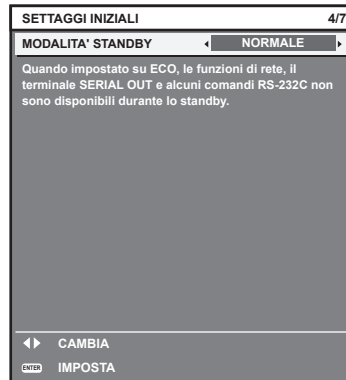 SETTAGGI INIZIALI 4/7
MODALITA' STANDBY NORMALE
Quando impostato su ECO, le funzioni di rete, il
terminale SERIAL OUT e alcuni comandi RS-232C non
sono disponibili durante lo standby.
CAMBIA
ENTER IMPOSTA